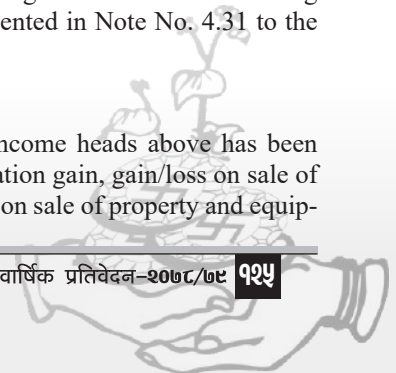 ented in Note No. 4.31 to the
ncome heads above has been
ation gain, gain/loss on sale of
on sale of property and equip-
वार्षिक प्रतिवेदन–२०७८/७९ १२५